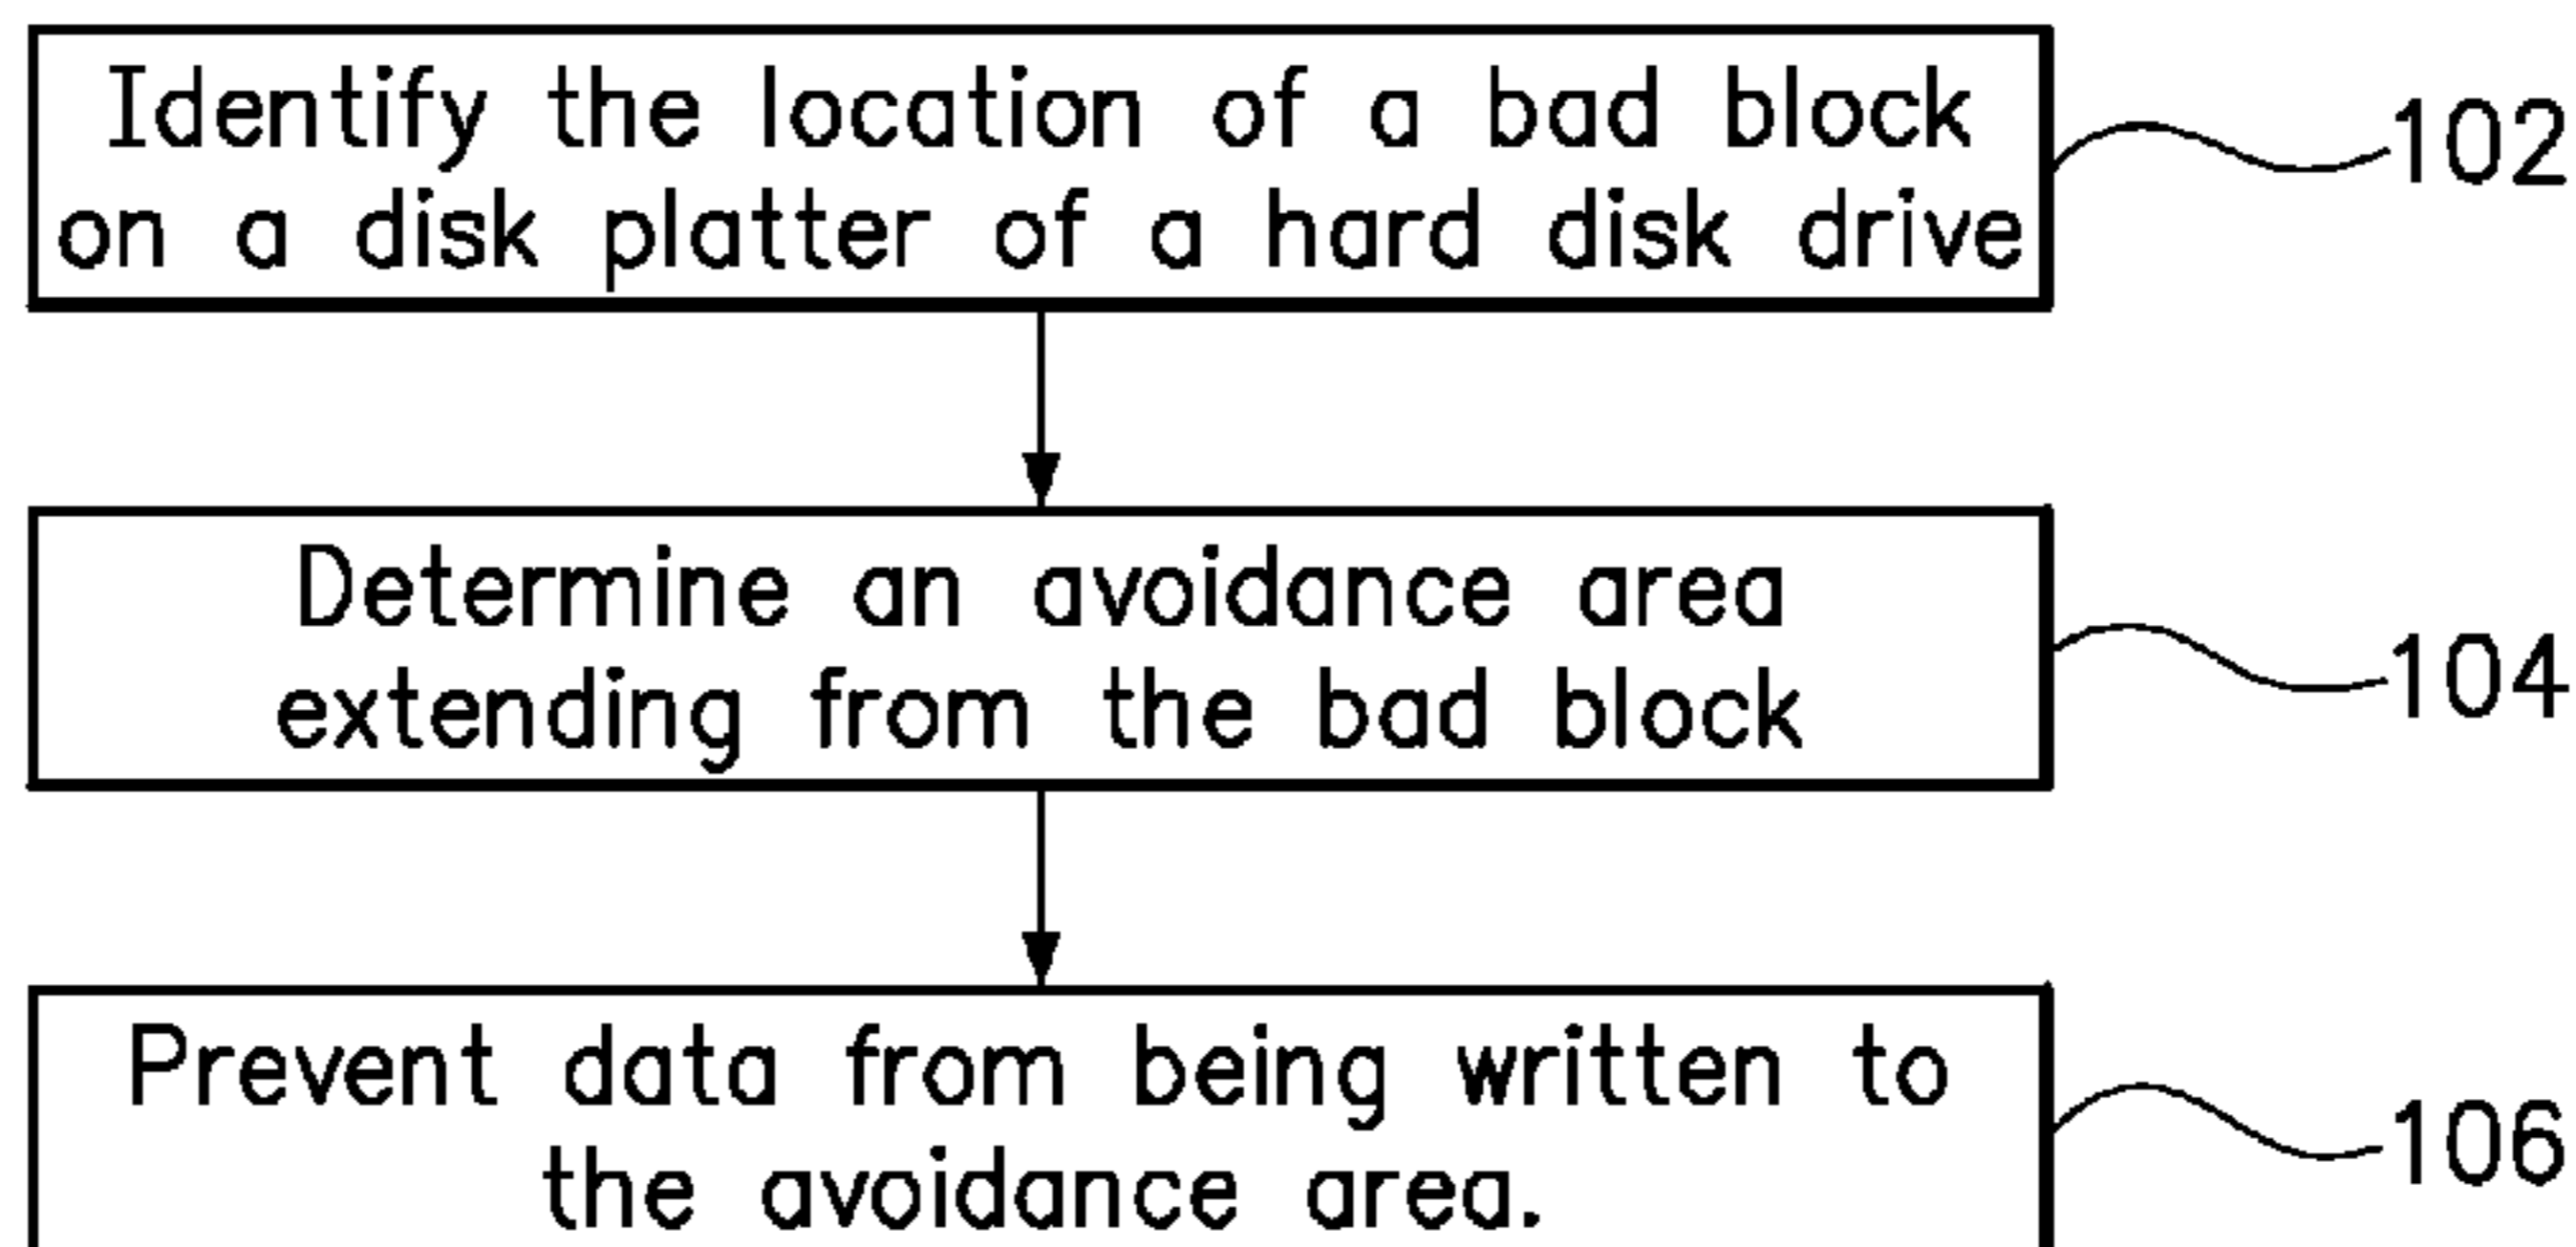 Identify the location of a bad block
on a disk platter of a hard disk drive
102
Determine an avoidance area
extending from the bad block
104
Prevent data from being written to
the avoidance area.
106